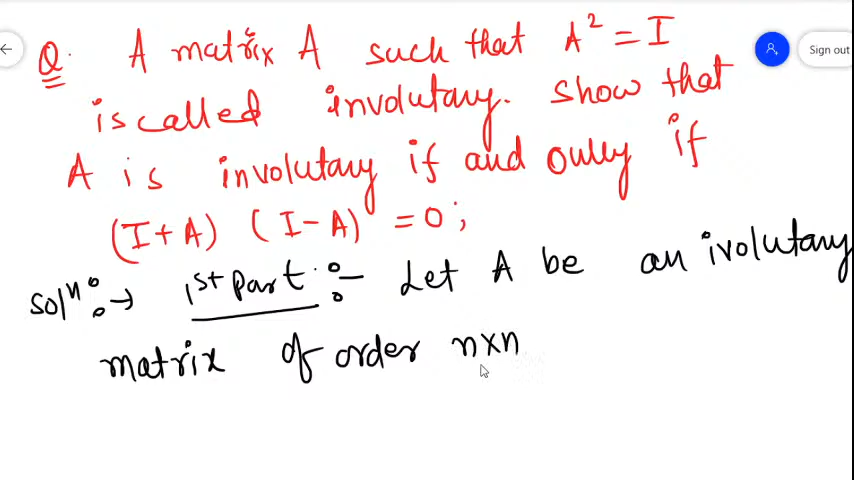 Q. A matrix A such that A² = I
Sign out
is called involutary. show that
A is involutary if and only if
(I + A) (I - A) = 0 ;
Solⁿ: → 1st part :- Let A be an ivolutary
matrix of order n×n